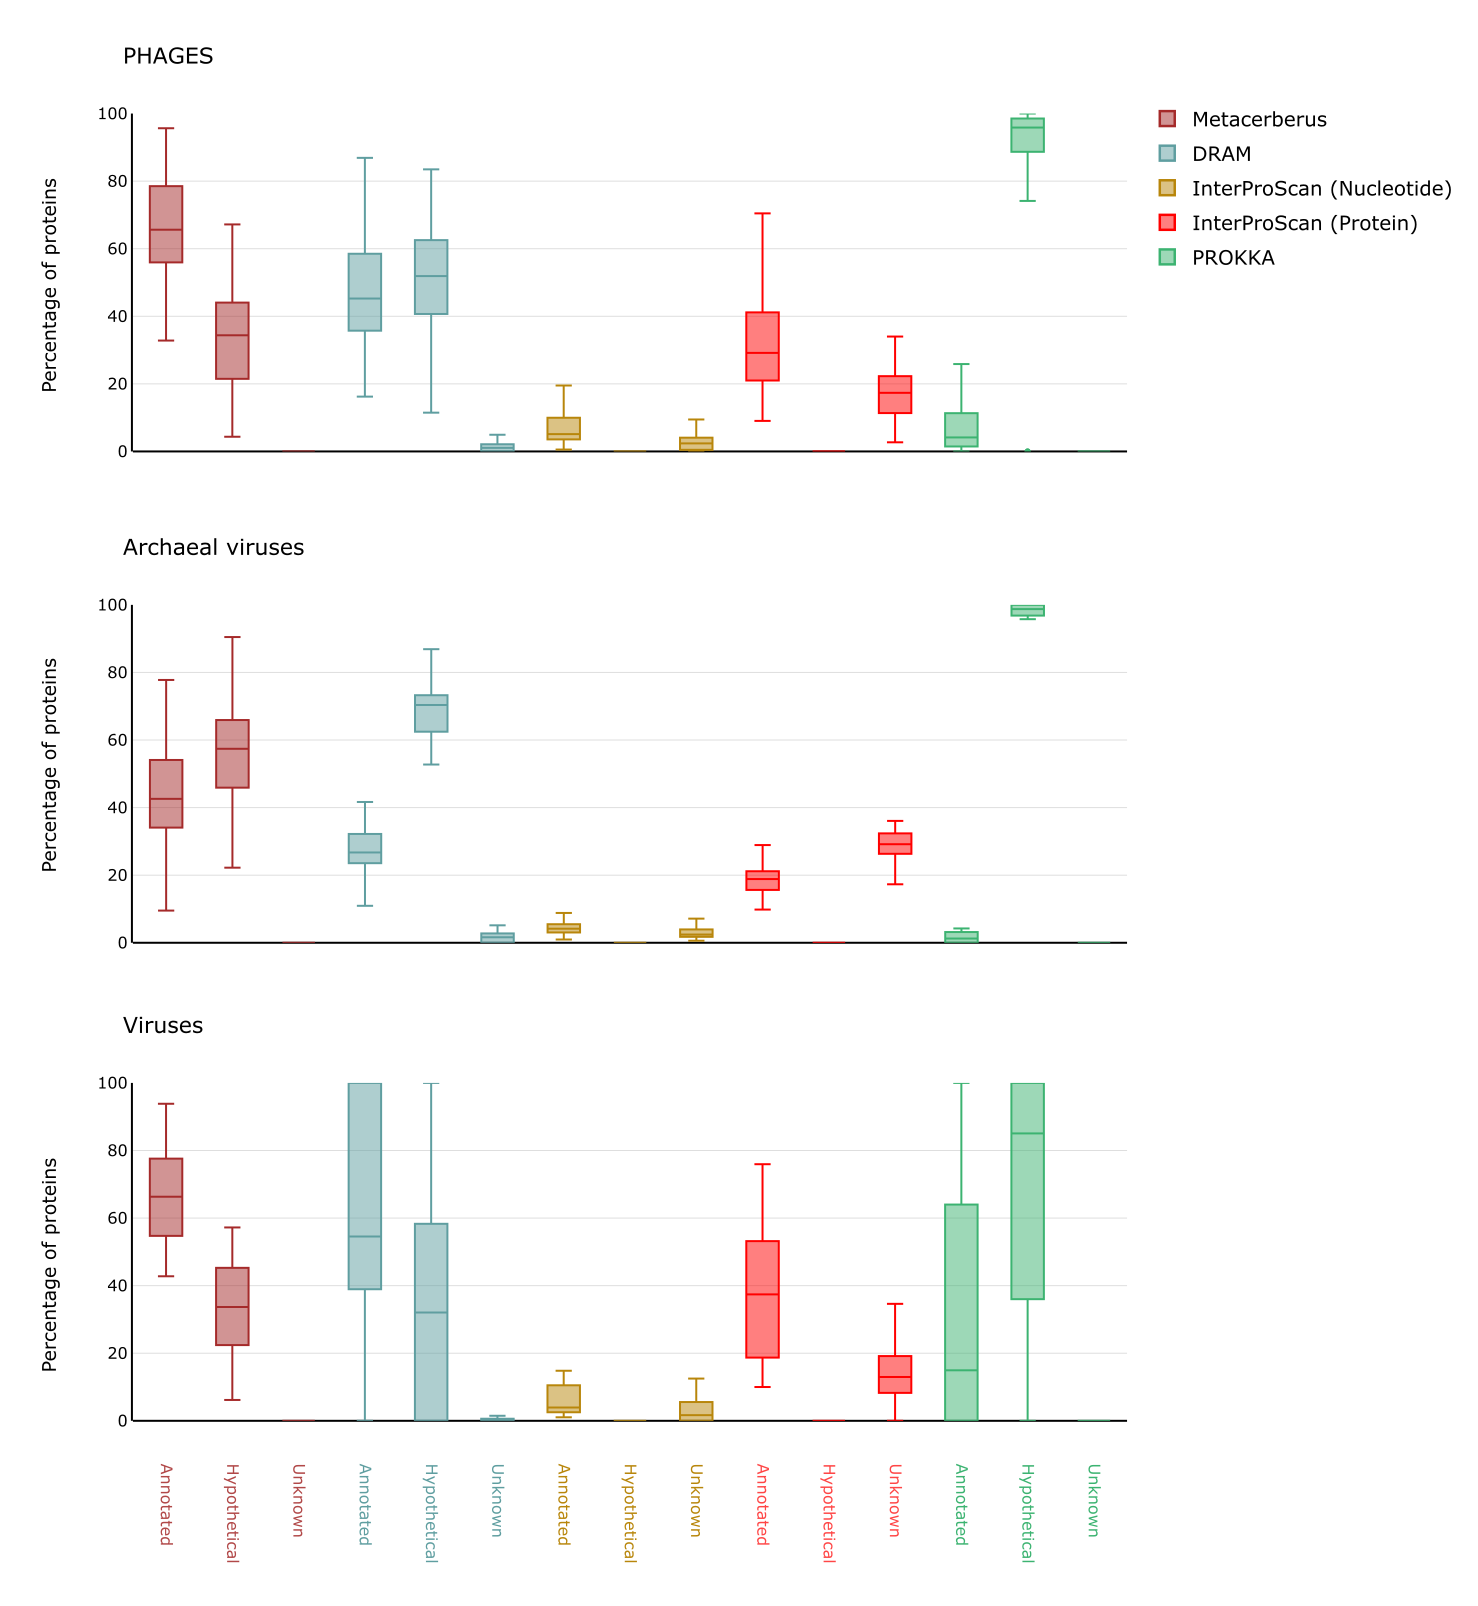 PHAGES
Percentage of proteins
100
80
60
40
20
0
Metacerberus
DRAM
InterProScan (Nucleotide)
InterProScan (Protein)
PROKKA
Archaeal viruses
Percentage of proteins
100
80
60
40
20
0
Viruses
Percentage of proteins
100
80
60
40
20
0
Annotated
Hypothetical
Unknown
Annotated
Hypothetical
Unknown
Annotated
Hypothetical
Unknown
Annotated
Hypothetical
Unknown
Annotated
Hypothetical
Unknown